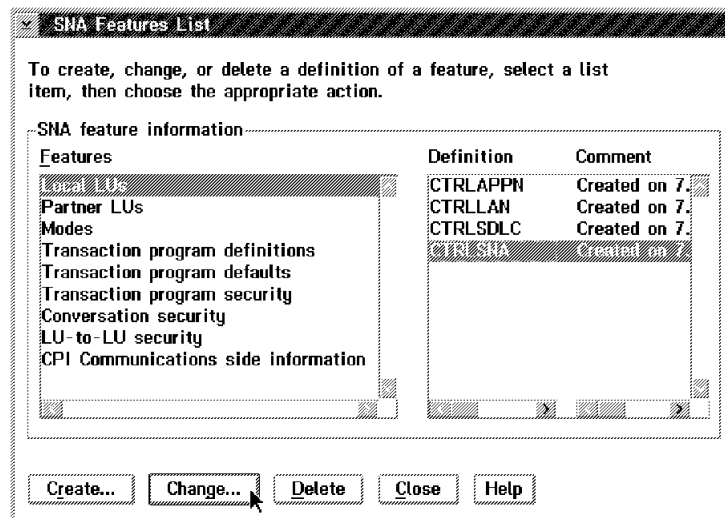 SNA Features List
To create, change, or delete a definition of a feature, select a list
item, then choose the appropriate action.
SNA feature information
Features
Local LUs
Partner LUs
Modes
Transaction program definitions
Transaction program defaults
Transaction program security
Conversation security
LU-to-LU security
CPI Communications side information
Definition Comment
CTRLAPPN Created on 7.
CTRLLAN Created on 7.
CTRLSDLC Created on 7.
CTRLSNA Created on 7.
Create... Change... Delete Close Help